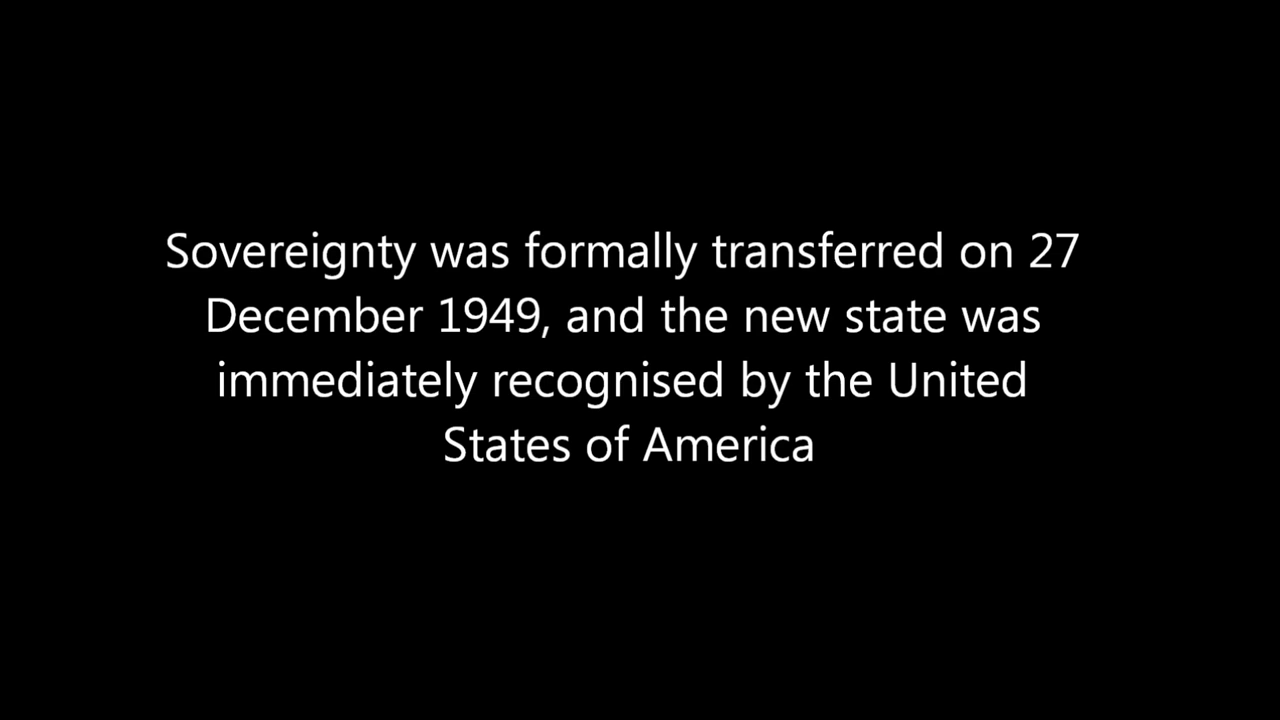 Sovereignty was formally transferred on 27
December 1949, and the new state was
immediately recognised by the United
States of America